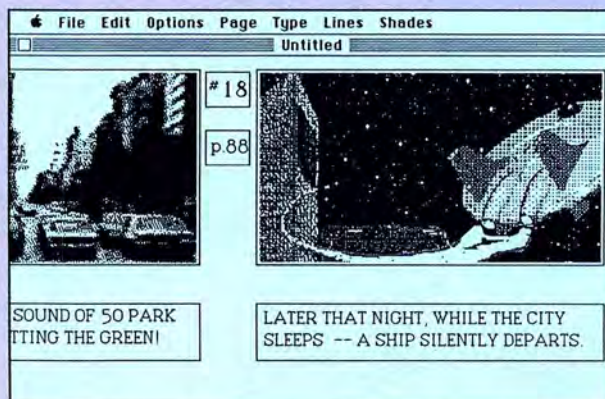 File Edit Options Page Type Lines Shades
Untitled
#18
p.88
SOUND OF 50 PARK
TTING THE GREEN!
LATER THAT NIGHT, WHILE THE CITY
SLEEPS -- A SHIP SILENTLY DEPARTS.